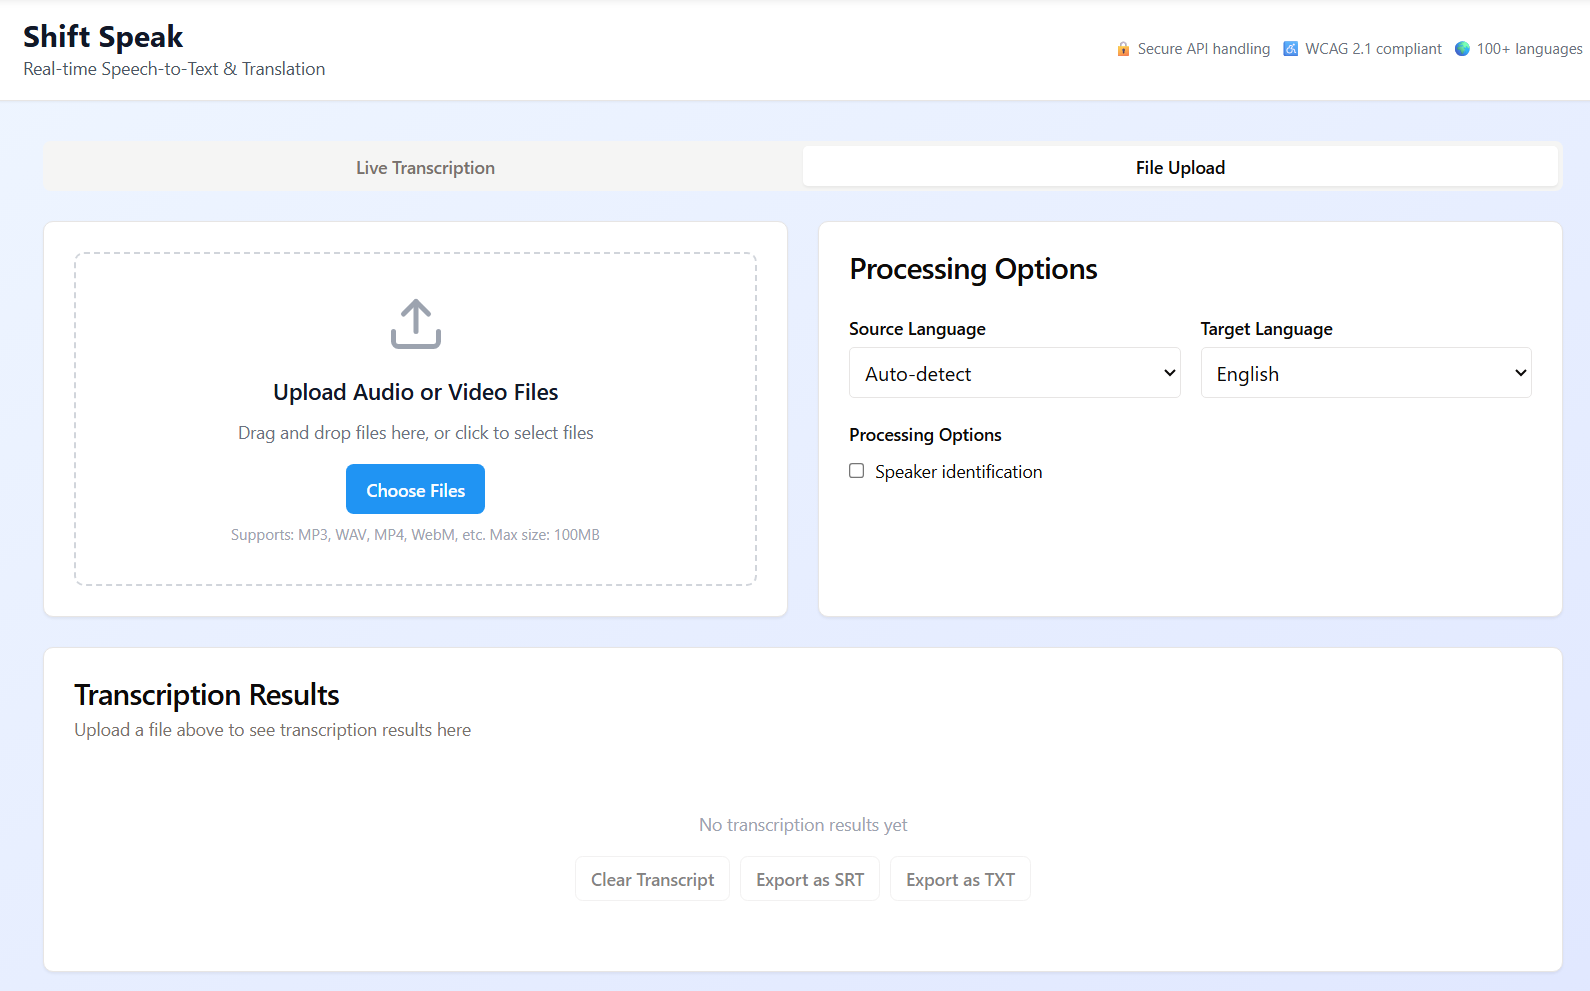 Shift Speak
Real-time Speech-to-Text & Translation
Secure API handling
WCAG 2.1 compliant
100+ languages
Live Transcription
File Upload
Upload Audio or Video Files
Drag and drop files here, or click to select files
Choose Files
Supports: MP3, WAV, MP4, WebM, etc. Max size: 100MB
Processing Options
Source Language
Target Language
Auto-detect
English
Processing Options
Speaker identification
Transcription Results
Upload a file above to see transcription results here
No transcription results yet
Clear Transcript
Export as SRT
Export as TXT